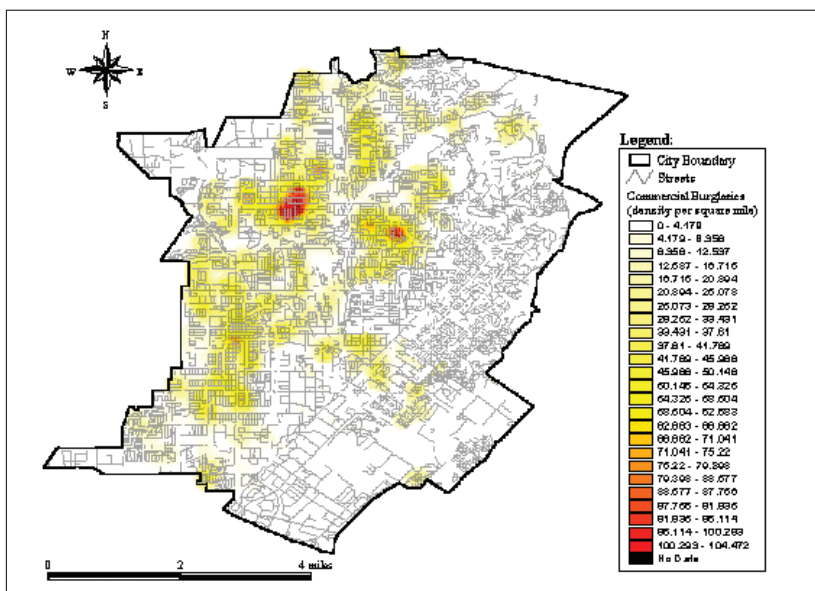 N
W E
S
Legend:
City Boundary
Streets
Commercial Burglaries
(density per square mile)
0 - 4.179
4.179 - 8.358
8.358 - 12.537
12.537 - 16.715
16.715 - 20.894
20.894 - 25.073
25.073 - 29.252
29.252 - 33.431
33.431 - 37.61
37.61 - 41.789
41.789 - 45.968
45.968 - 50.146
50.146 - 54.325
54.325 - 58.504
58.504 - 62.683
62.683 - 66.862
66.862 - 71.041
71.041 - 75.22
75.22 - 79.398
79.398 - 83.577
83.577 - 87.756
87.756 - 91.935
91.935 - 96.114
96.114 - 100.293
100.293 - 104.472
No Data
0 2 4 miles